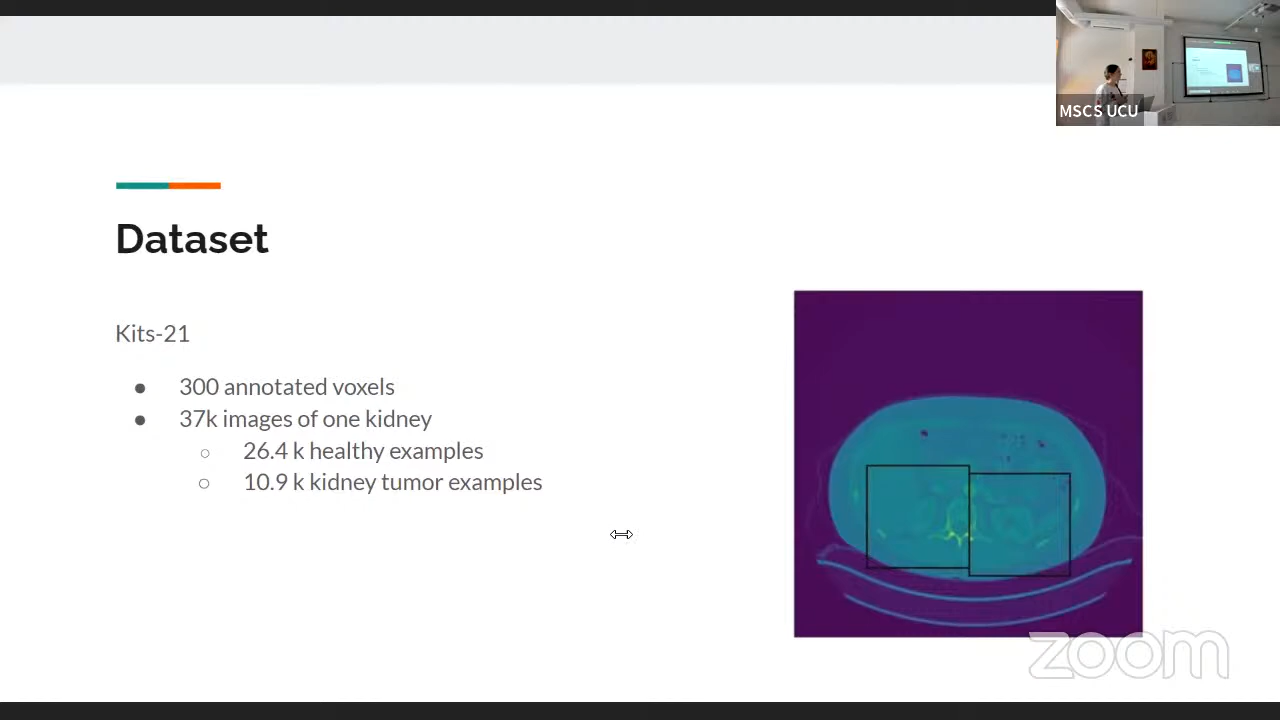 MSCS UCU
Dataset
Kits-21
● 300 annotated voxels
● 37k images of one kidney
○ 26.4 k healthy examples
○ 10.9 k kidney tumor examples
zoom